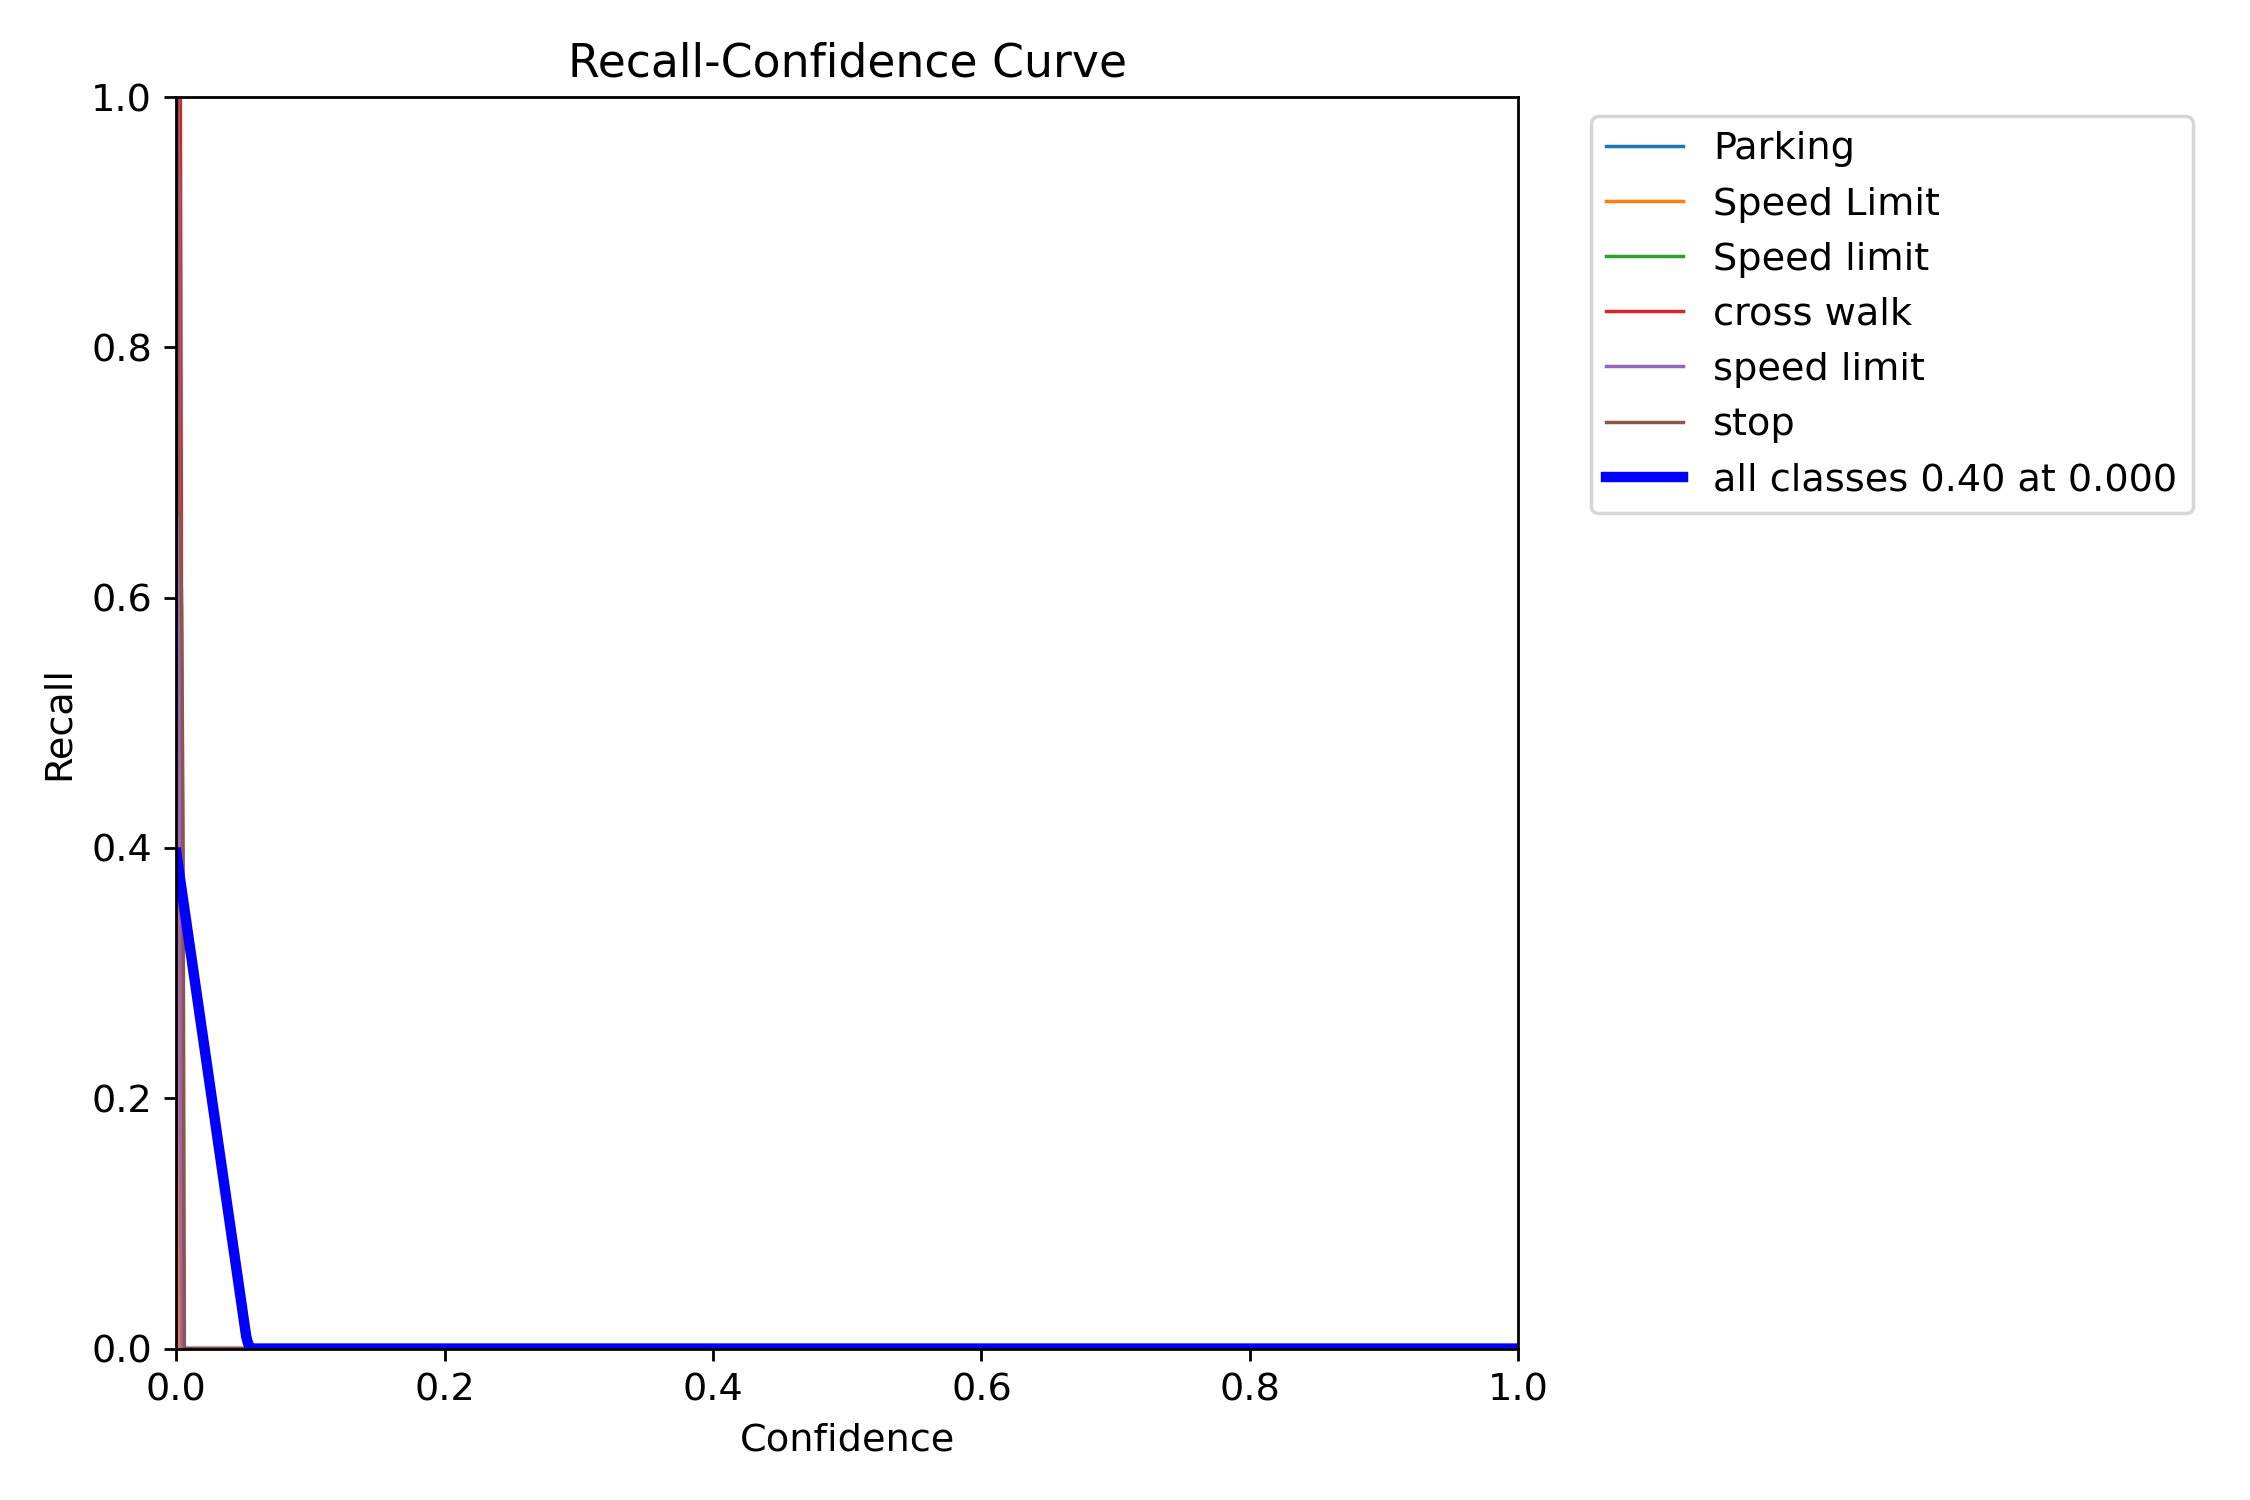 Recall-Confidence Curve
1.0
0.8
0.6
0.4
0.2
0.0
Recall
0.0 0.2 0.4 0.6 0.8 1.0
Confidence
Parking
Speed Limit
Speed limit
cross walk
speed limit
stop
all classes 0.40 at 0.000